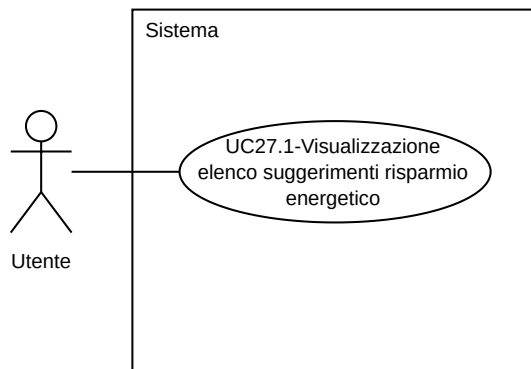 Sistema
UC27.1-Visualizzazione
elenco suggerimenti risparmio
energetico
Utente